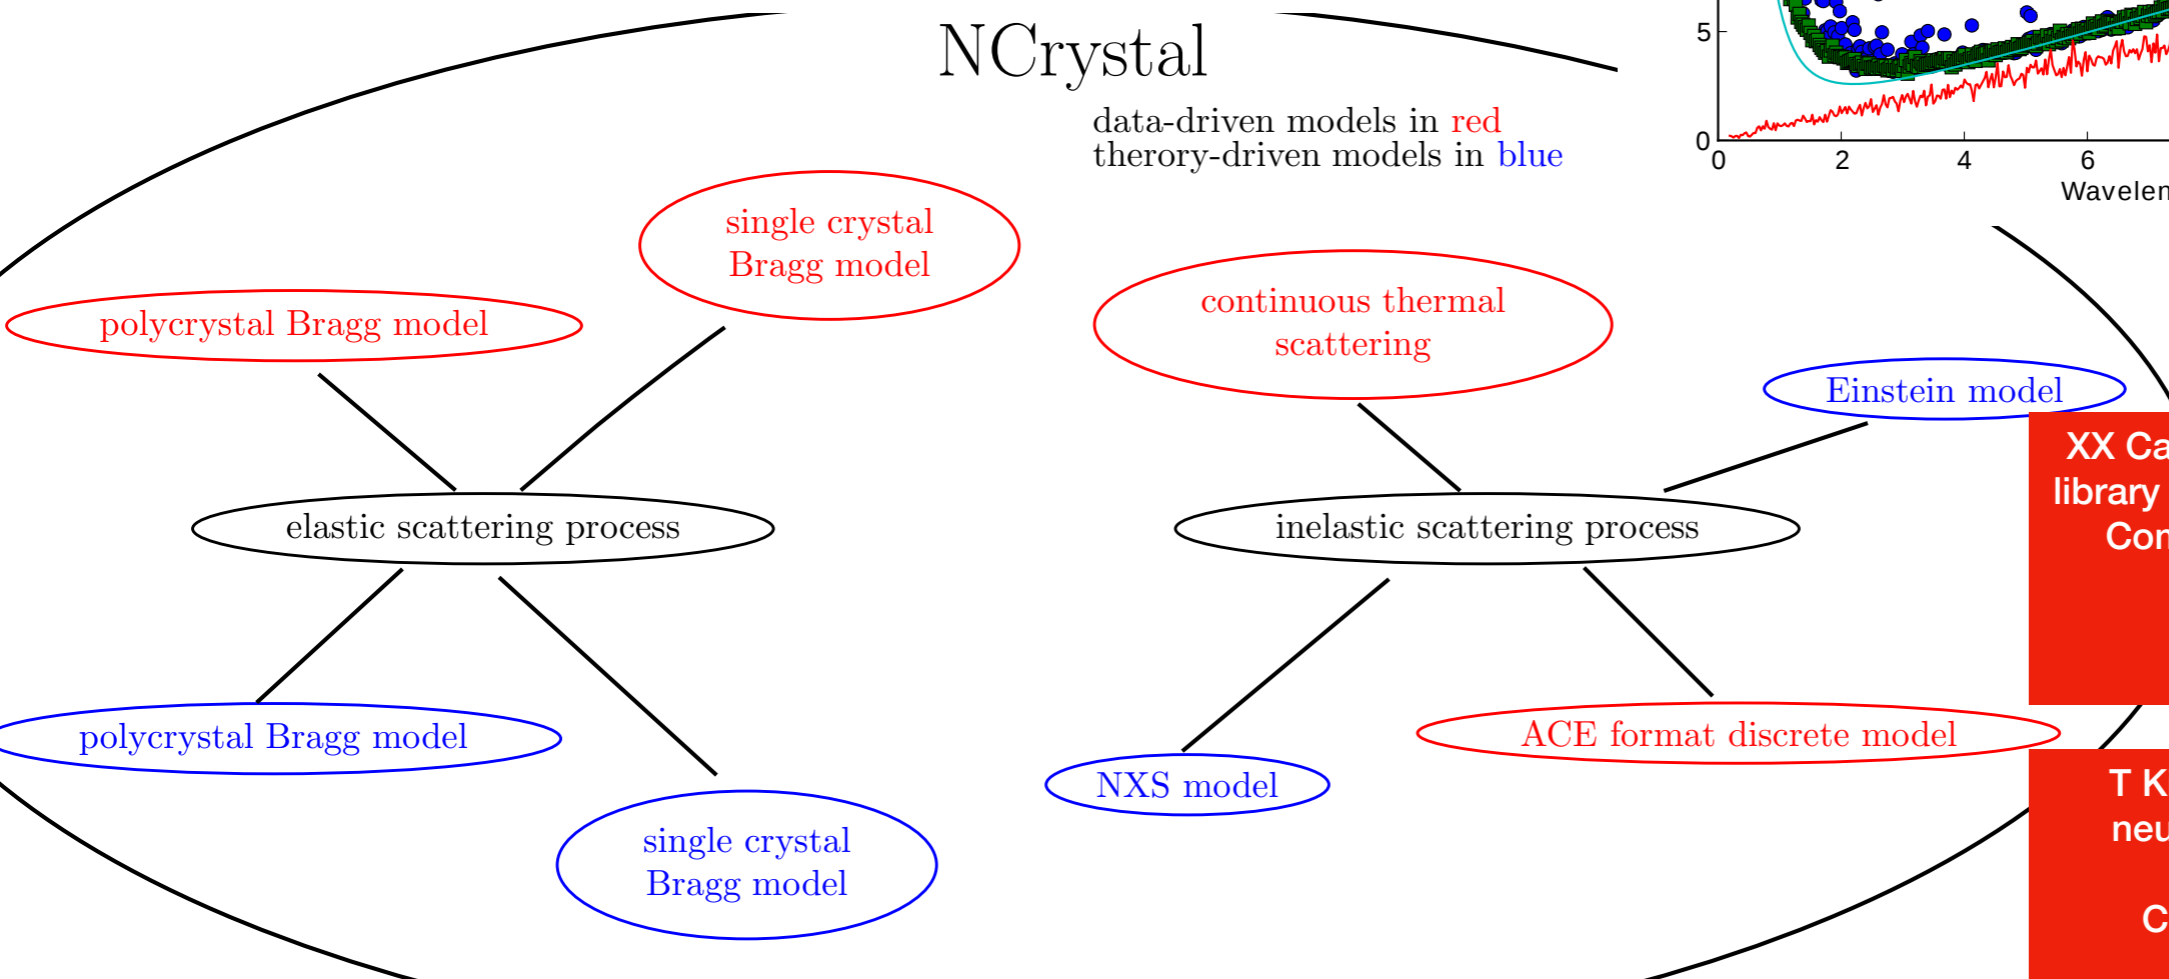 NCrystal
data-driven models in red
therory-driven models in blue
5
0
0 2 4 6
single crystal
Bragg model
polycrystal Bragg model
continuous thermal
scattering
Einstein model
XX
library
elastic scattering process
inelastic scattering process
polycrystal Bragg model
single crystal
Bragg model
NXS model
ACE format discrete model
T